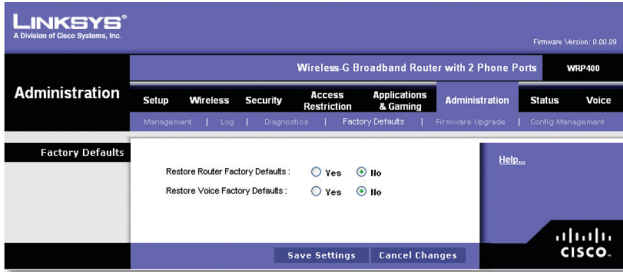 LINKSYS®
A Division of Cisco Systems, Inc.
Firmware Version: 0.00.09
Wireless-G Broadband Router with 2 Phone Ports WRP400
Administration
Setup Wireless Security Access Restriction Applications & Gaming Administration Status Voice
Management | Log | Diagnostics | Factory Defaults | Firmware Upgrade | Config Management
Factory Defaults
Help...
Restore Router Factory Defaults : Yes No
Restore Voice Factory Defaults : Yes No
Save Settings Cancel Changes
CISCO.